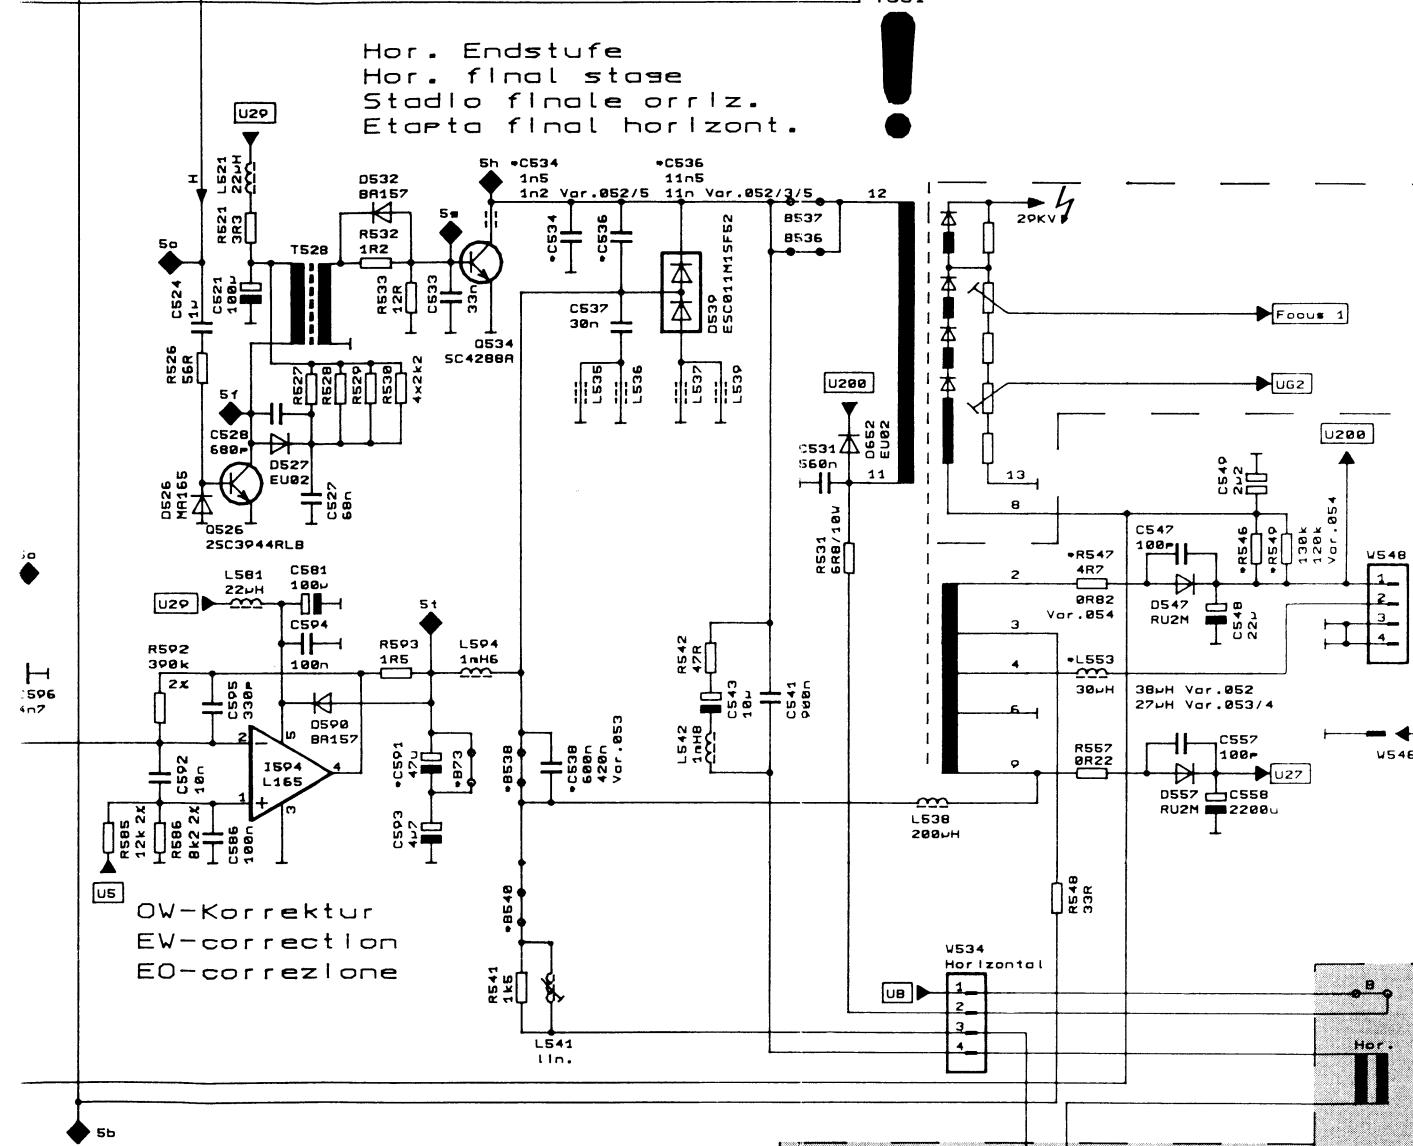 Hor. Endstufe
Hor. final stage
Stadio finale orriz.
Etapta final horizont.
U29
L521
22µH
R521
3R3
H
5a
C524
1µ
C521
100µ
T528
D532
BA157
R532
1R2
5g
R533
12R
C533
33n
5h
Q534
SC4288A
*C534
1n5
1n2 Var.052/5
*C534
*C536
11n5
11n Var.052/3/5
*C536
C537
30n
D539
ESC011M15F52
L535
L536
L537
L539
B537
B536
12
29KV
Focus 1
UG2
U200
D652
EU02
11
R526
56R
R527
R528
R529
R530
4x2k2
5f
C528
680p
D527
EU02
C527
68n
D526
MA165
Q526
2SC3944RLB
R531
6R8/10W
13
8
U200
C549
2µ2
*R546
*R549
130k
120k
Var.054
C547
100p
2
*R547
4R7
0R82
Var.054
D547
RU2M
C548
22µ
W548
1
2
3
4
3
4
*L553
30µH
38µH Var.052
27µH Var.053/4
6
9
R557
0R22
C557
100p
D557
RU2M
C558
2200µ
U27
W546
L538
200µH
U29
L581
22µH
C581
100µ
C594
100n
R592
390k
2%
C595
330p
R593
1R5
5i
L594
1mH6
D590
BA157
C592
10n
I594
L165
2
5
4
1
3
R585
12k 2%
R586
8k2 2%
C586
100n
U5
*C591
47µ
*B73
C593
4µ7
*B538
*C538
600n
420n
Var.053
R542
47R
C543
10µ
L542
1mH8
C541
900n
OW-Korrektur
EW-correction
EO-correzione
*B540
R541
1k5
L541
lin.
R548
33R
W534
Horizontal
U8
1
2
3
4
B
Hor.
5b